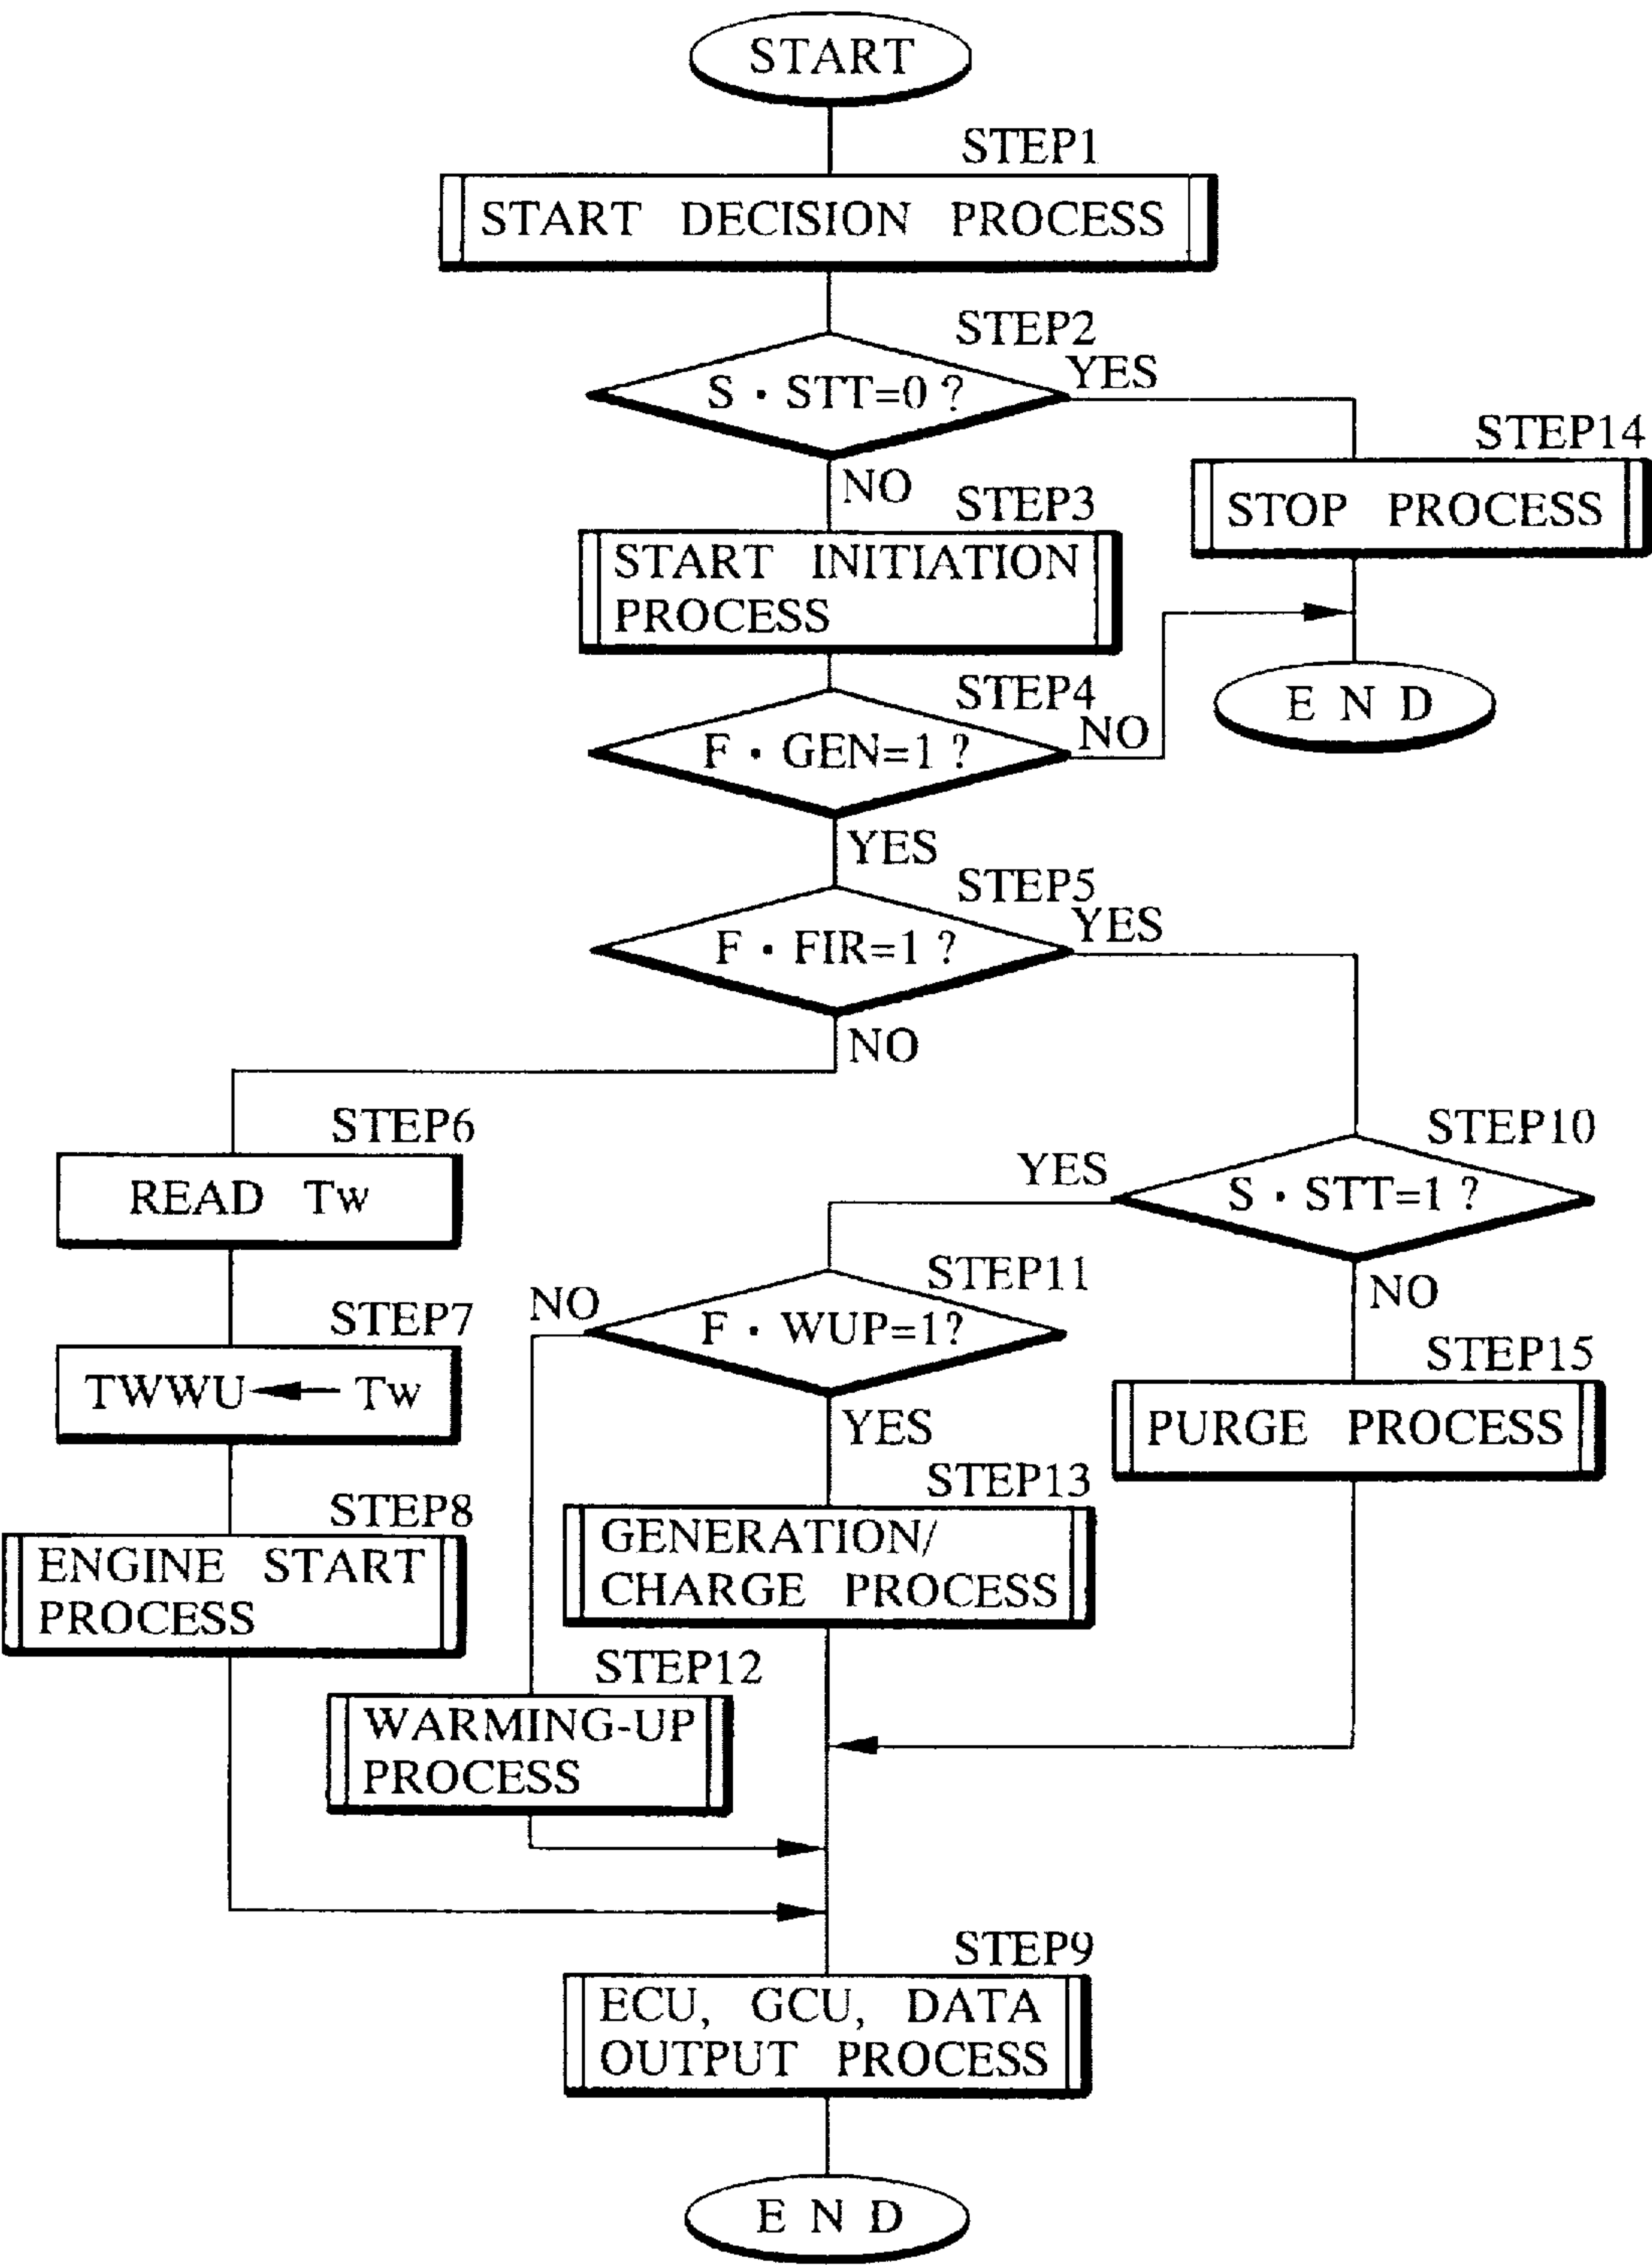 START
STEP1
START DECISION PROCESS
STEP2
S · STT=0 ?
YES
STEP14
STOP PROCESS
NO
STEP3
START INITIATION
PROCESS
STEP4
F · GEN=1 ?
NO
E N D
YES
STEP5
F · FIR=1 ?
YES
NO
STEP6
READ Tw
STEP10
S · STT=1 ?
YES
NO
STEP11
F · WUP=1?
NO
YES
STEP7
TWWU ← Tw
STEP15
PURGE PROCESS
STEP13
GENERATION/
CHARGE PROCESS
STEP8
ENGINE START
PROCESS
STEP12
WARMING-UP
PROCESS
STEP9
ECU, GCU, DATA
OUTPUT PROCESS
E N D